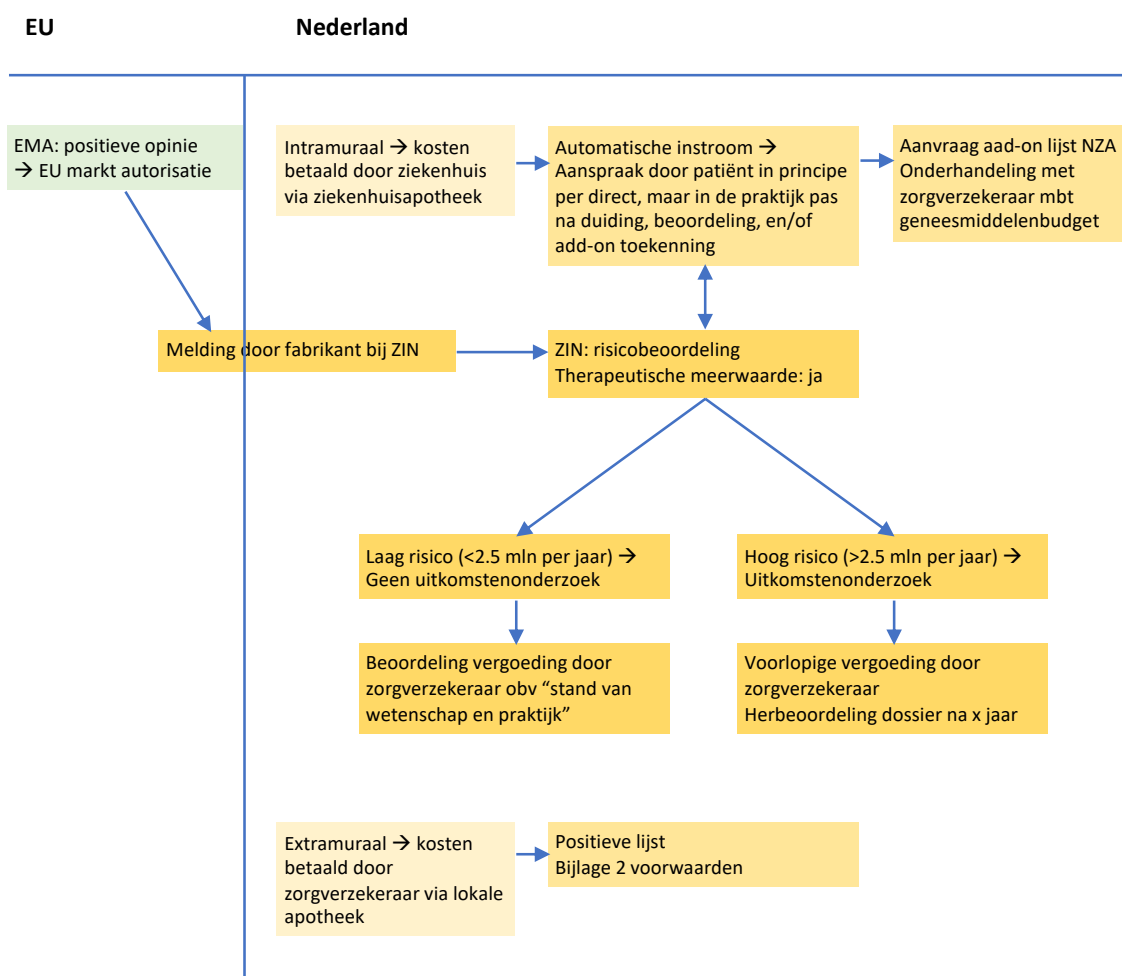 EU
Nederland
EMA: positieve opinie
→ EU markt autorisatie
Intramuraal → kosten
betaald door ziekenhuis
via ziekenhuisapotheek
Automatische instroom →
Aanspraak door patiënt in principe
per direct, maar in de praktijk pas
na duiding, beoordeling, en/of
add-on toekenning
Aanvraag aad-on lijst NZA
Onderhandeling met
zorgverzekeraar mbt
geneesmiddelenbudget
Melding door fabrikant bij ZIN
ZIN: risicobeoordeling
Therapeutische meerwaarde: ja
Laag risico (<2.5 mln per jaar) →
Geen uitkomstenonderzoek
Hoog risico (>2.5 mln per jaar) →
Uitkomstenonderzoek
Beoordeling vergoeding door
zorgverzekeraar obv “stand van
wetenschap en praktijk”
Voorlopige vergoeding door
zorgverzekeraar
Herbeoordeling dossier na x jaar
Extramuraal → kosten
betaald door
zorgverzekeraar via lokale
apotheek
Positieve lijst
Bijlage 2 voorwaarden